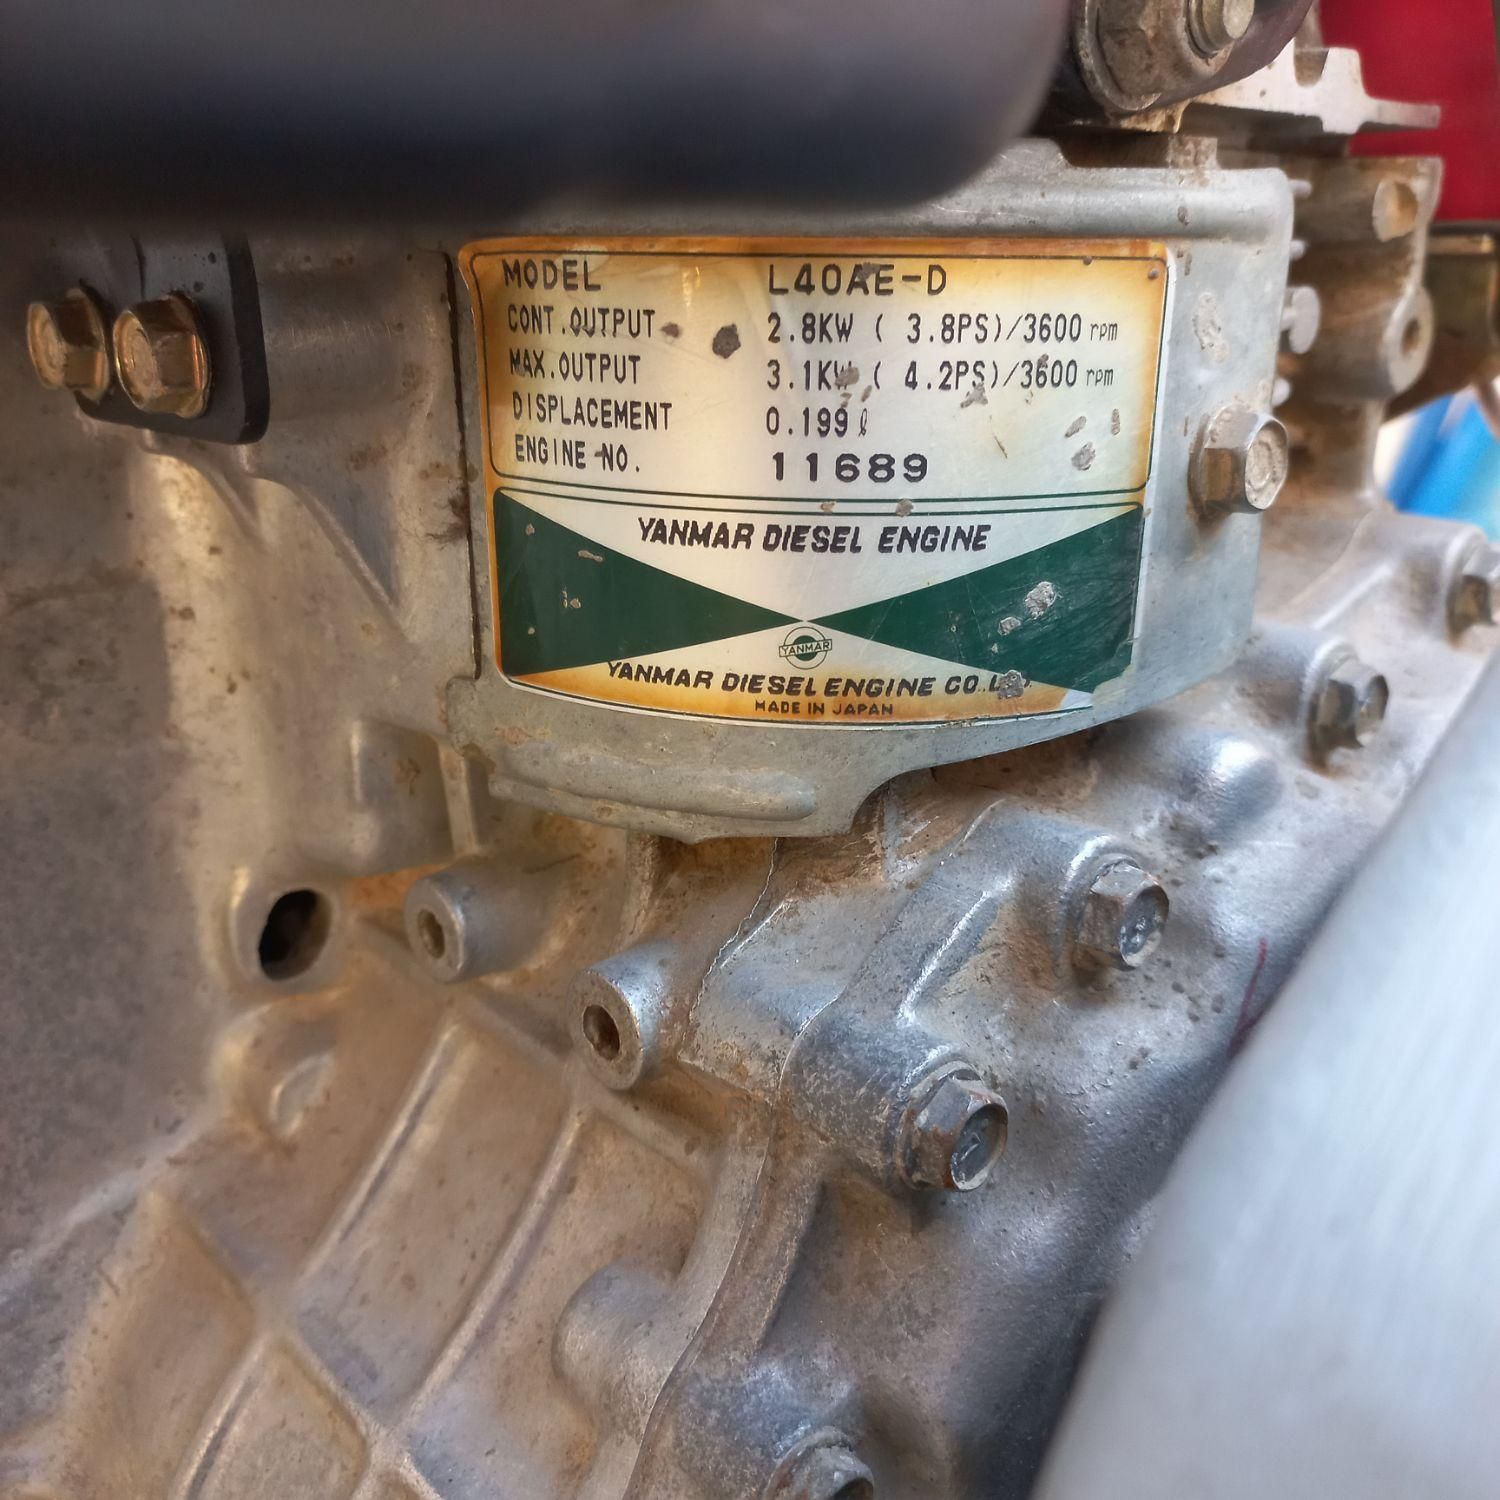 MODEL L40AE-D
CONT.OUTPUT 2.8KW ( 3.8PS)/3600 rpm
MAX.OUTPUT 3.1KW ( 4.2PS)/3600 rpm
DISPLACEMENT 0.199 ℓ
ENGINE NO. 11689
YANMAR DIESEL ENGINE
YANMAR
YANMAR DIESEL ENGINE CO.,LTD.
MADE IN JAPAN